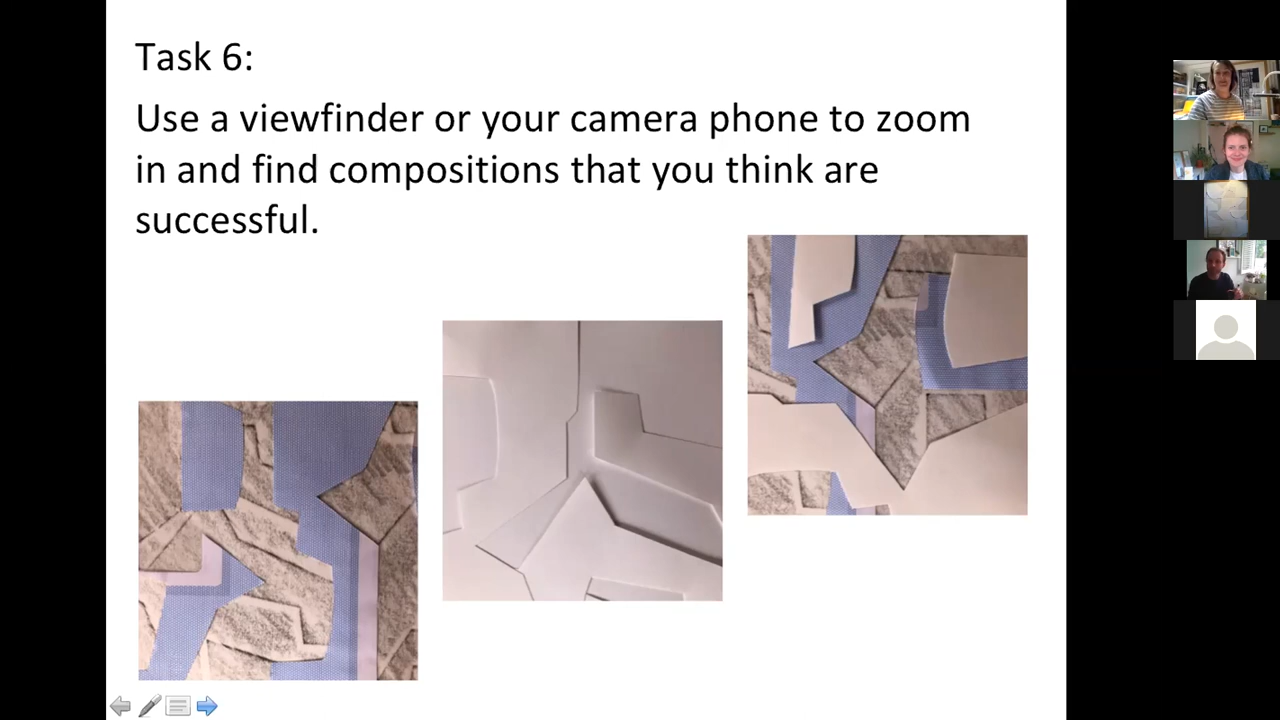 Task 6:
Use a viewfinder or your camera phone to zoom
in and find compositions that you think are
successful.